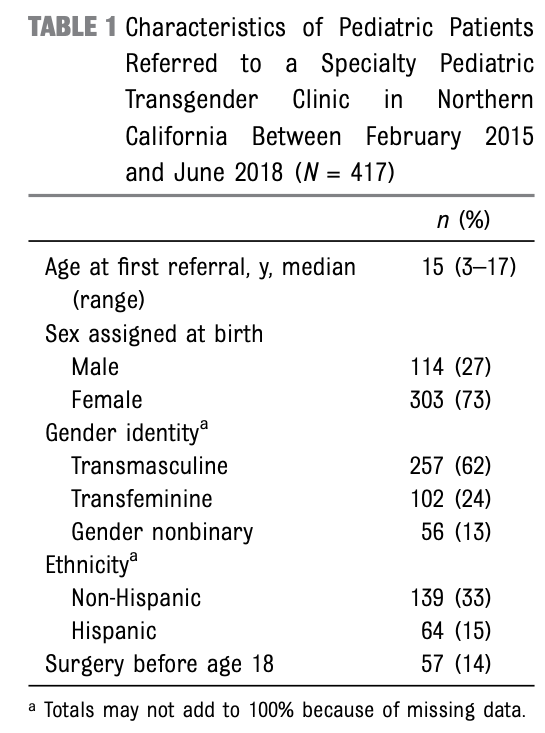 TABLE 1 Characteristics of Pediatric Patients
Referred to a Specialty Pediatric
Transgender Clinic in Northern
California Between February 2015
and June 2018 (N = 417)
n (%)
Age at first referral, y, median 15 (3–17)
(range)
Sex assigned at birth
Male 114 (27)
Female 303 (73)
Gender identitya
Transmasculine 257 (62)
Transfeminine 102 (24)
Gender nonbinary 56 (13)
Ethnicitya
Non-Hispanic 139 (33)
Hispanic 64 (15)
Surgery before age 18 57 (14)
a Totals may not add to 100% because of missing data.